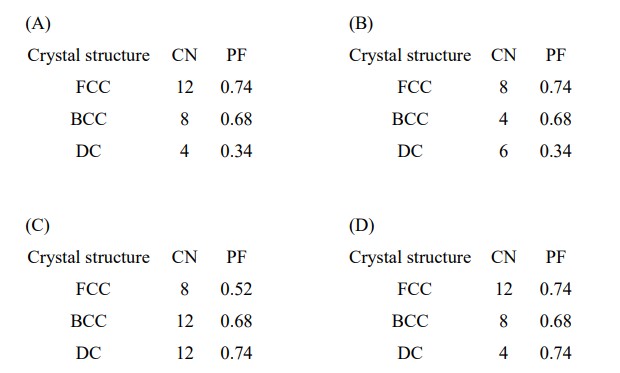 (A)
Crystal structure CN PF
FCC 12 0.74
BCC 8 0.68
DC 4 0.34
(B)
Crystal structure CN PF
FCC 8 0.74
BCC 4 0.68
DC 6 0.34
(C)
Crystal structure CN PF
FCC 8 0.52
BCC 12 0.68
DC 12 0.74
(D)
Crystal structure CN PF
FCC 12 0.74
BCC 8 0.68
DC 4 0.74